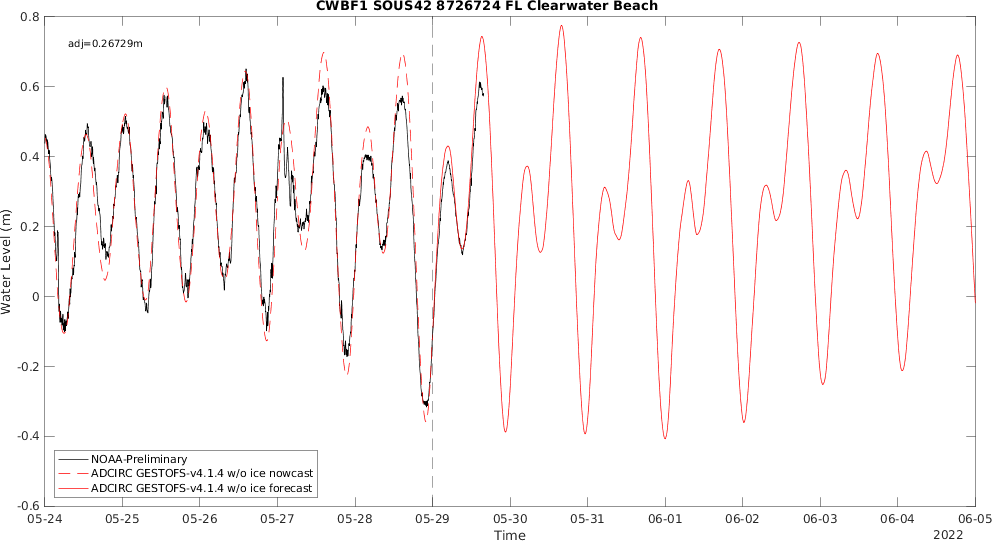 CWBF1 SOUS42 8726724 FL Clearwater Beach
adj=0.26729m
0.8
0.6
0.4
0.2
0
-0.2
-0.4
-0.6
Water Level (m)
NOAA-Preliminary
ADCIRC GESTOFS-v4.1.4 w/o ice nowcast
ADCIRC GESTOFS-v4.1.4 w/o ice forecast
05-24 05-25 05-26 05-27 05-28 05-29 05-30 05-31 06-01 06-02 06-03 06-04 06-05
Time
2022